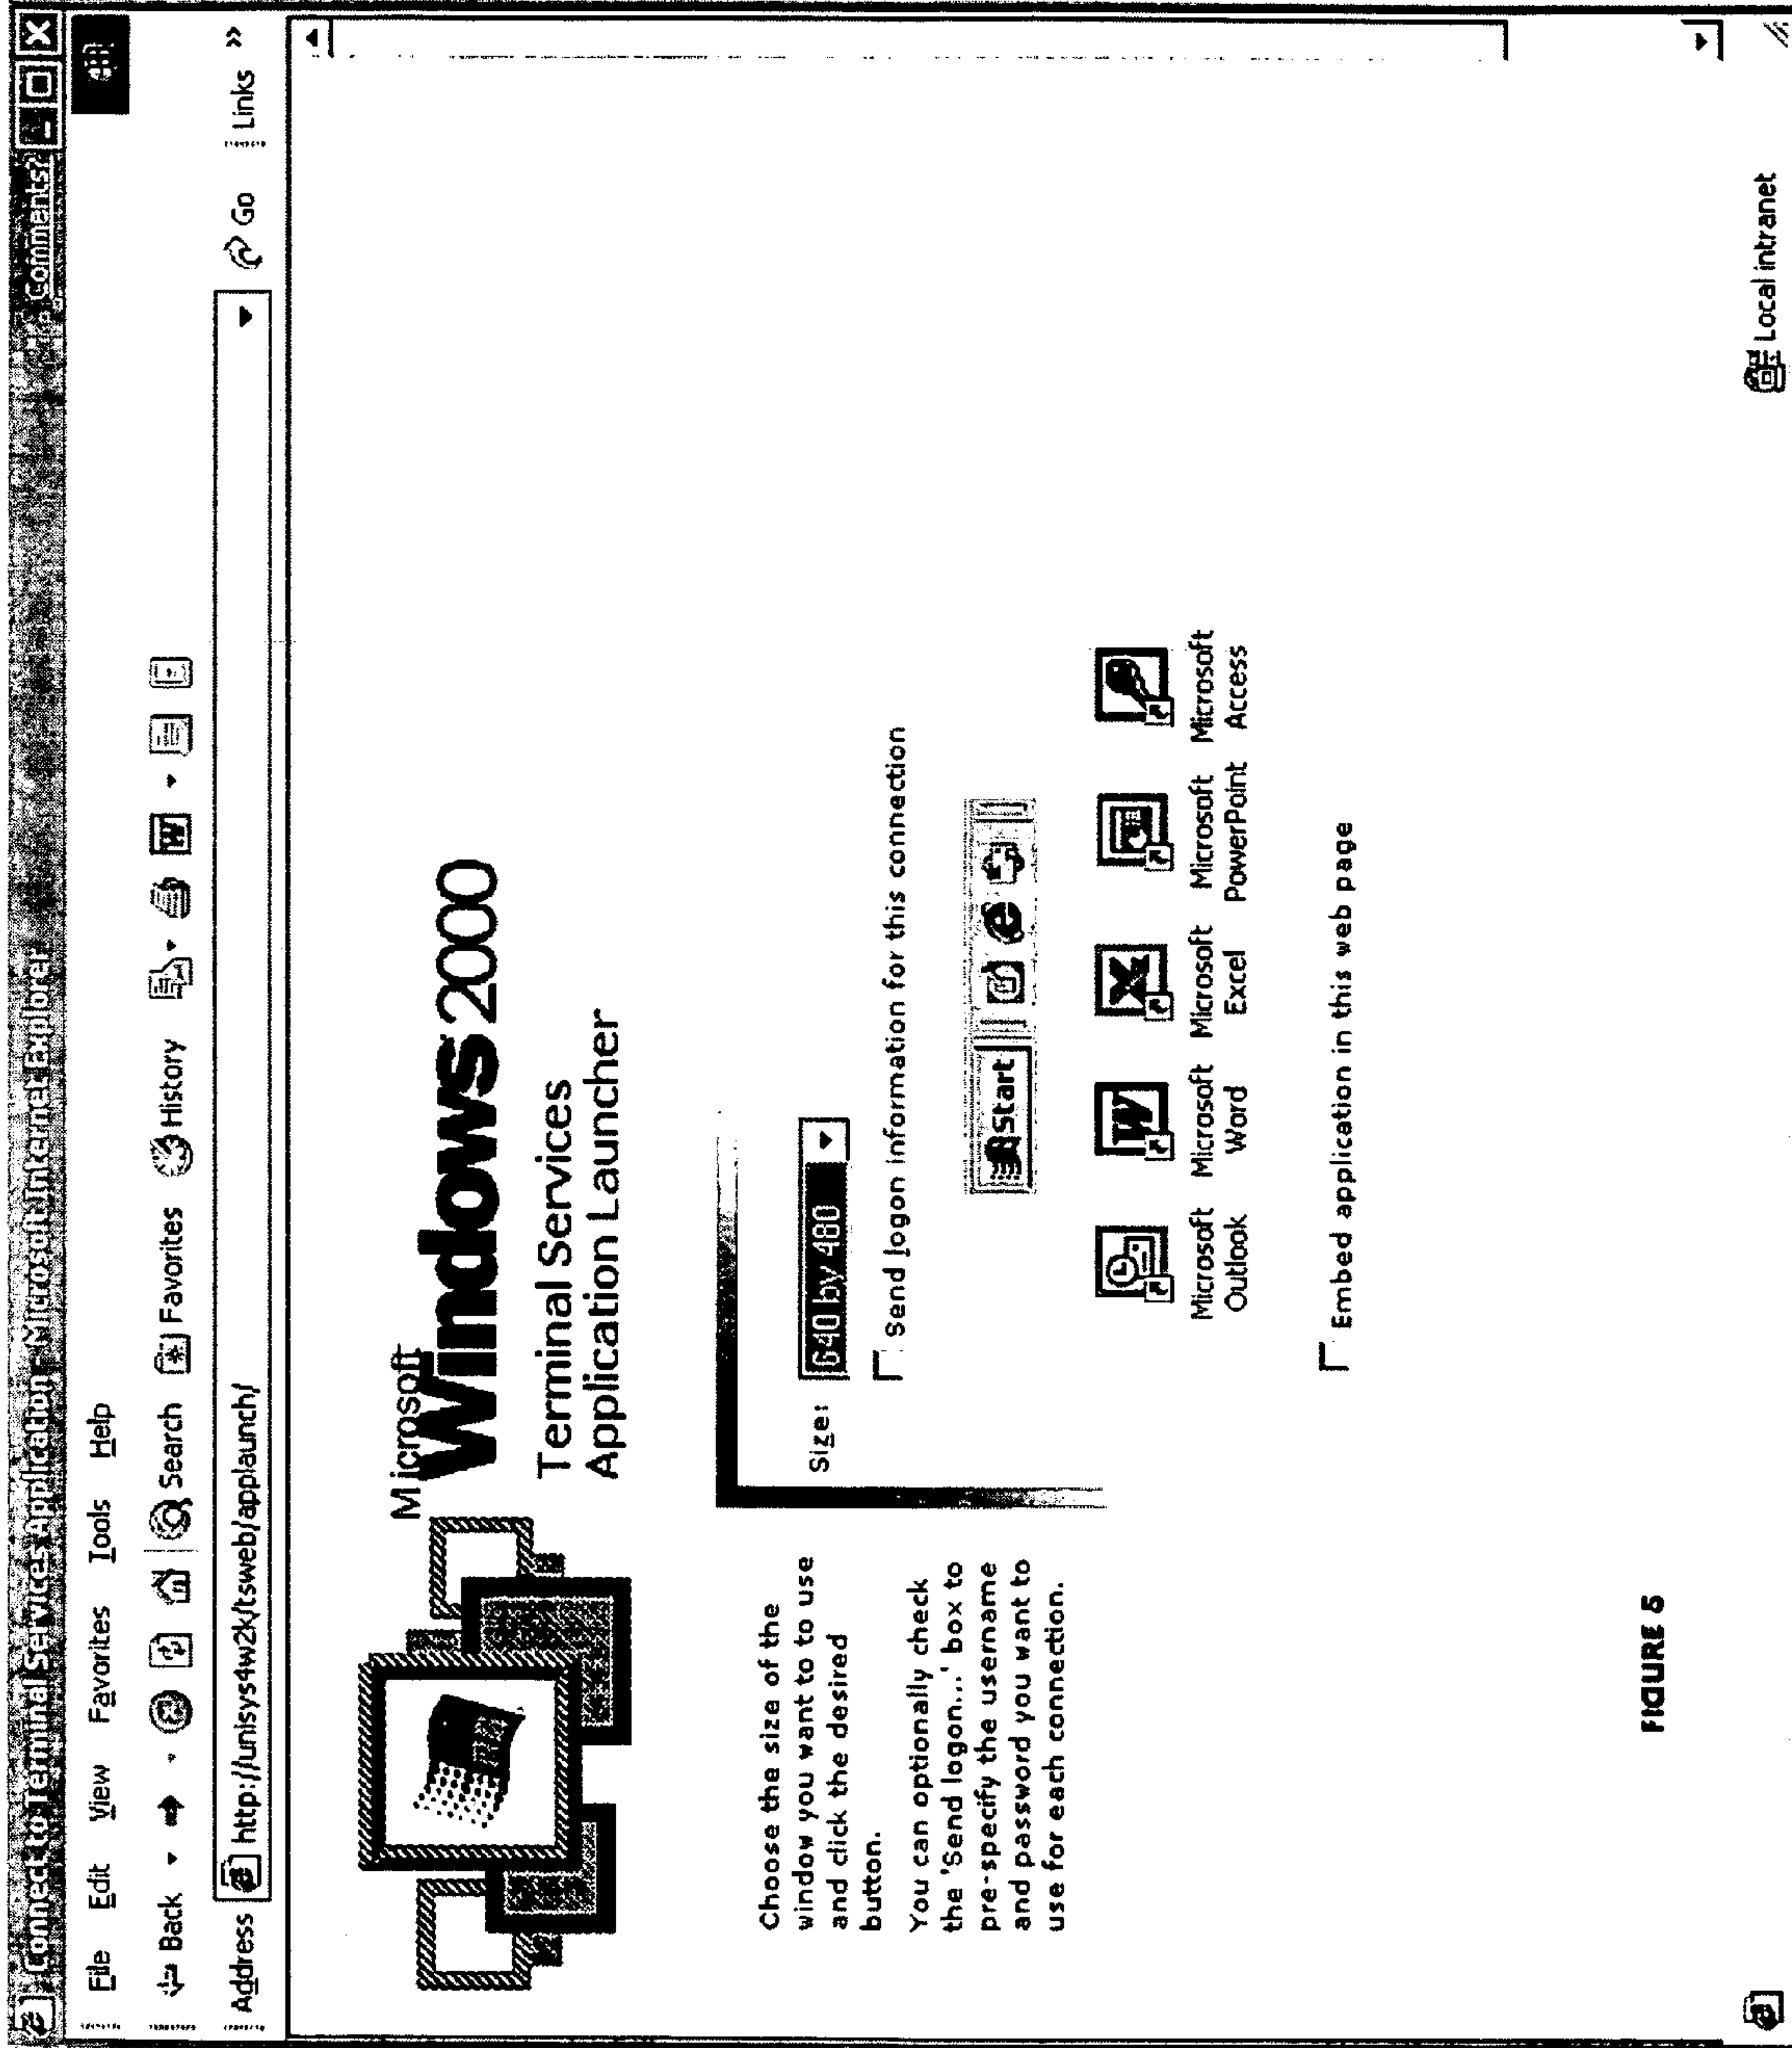 Connect to Terminal Services Application - Microsoft Internet Explorer
Comments?
File Edit View Favorites Tools Help
Back Search Favorites History
Address http://unisys4w2k/tsweb/applaunch/ Go Links »
Microsoft
Windows 2000
Terminal Services
Application Launcher
Choose the size of the
window you want to use
and click the desired
button.
You can optionally check
the 'Send logon...' box to
pre-specify the username
and password you want to
use for each connection.
Size: 640 by 480
Send logon information for this connection
Start
Microsoft Outlook
Microsoft Word
Microsoft Excel
Microsoft PowerPoint
Microsoft Access
Embed application in this web page
FIGURE 5
Local intranet